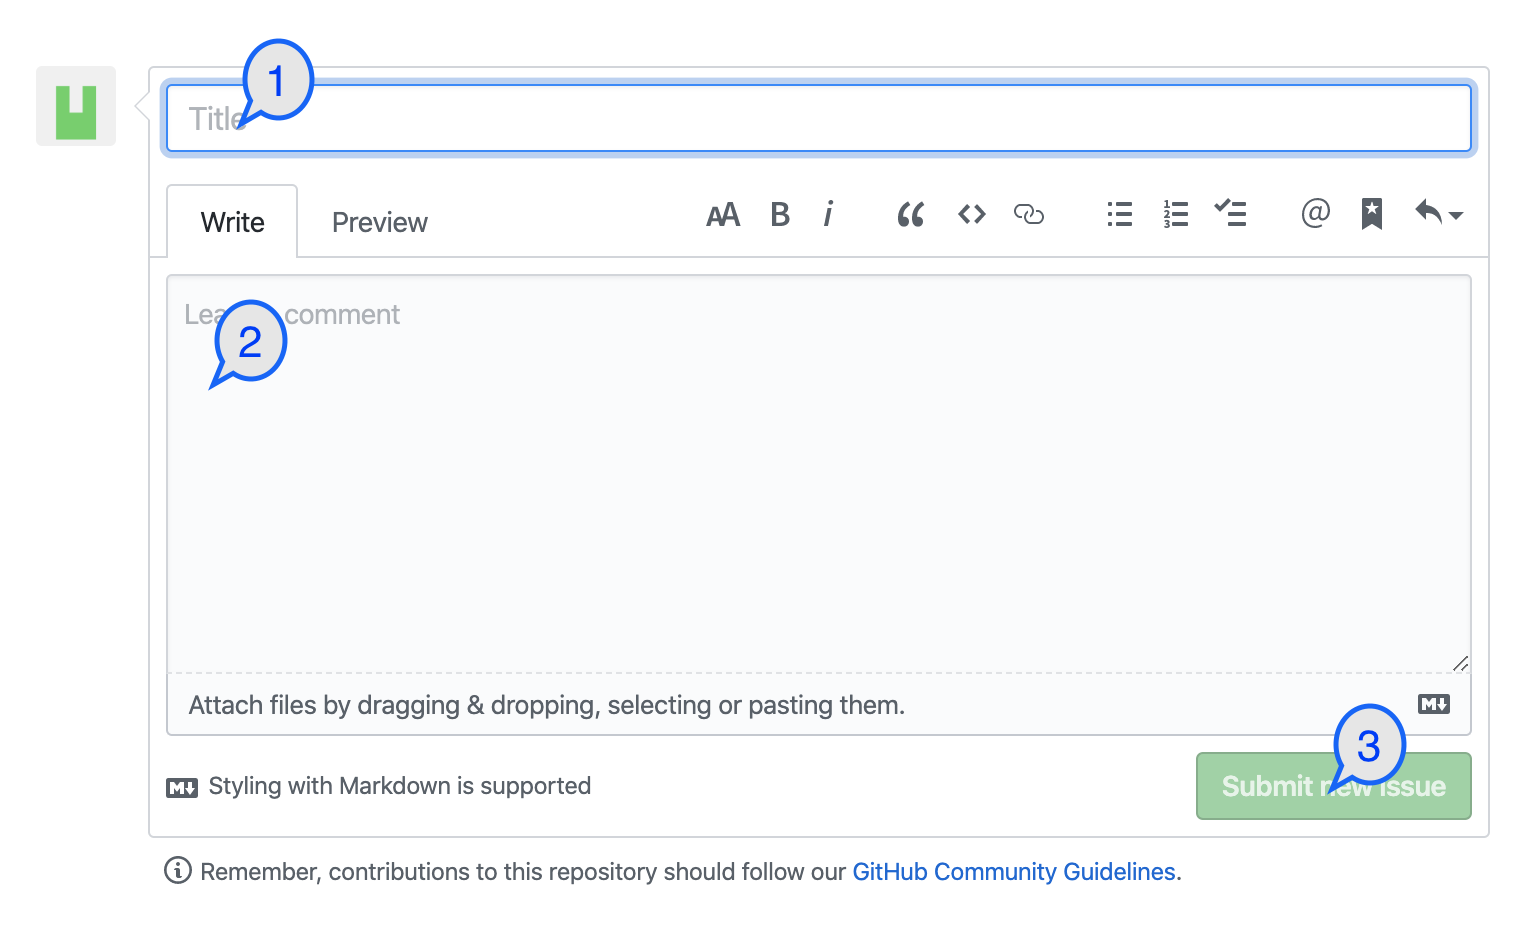 1
Title
Write Preview AA B i <> @
Lea comment
2
Attach files by dragging & dropping, selecting or pasting them.
M↓
3
M↓ Styling with Markdown is supported
Submit new issue
Remember, contributions to this repository should follow our GitHub Community Guidelines.